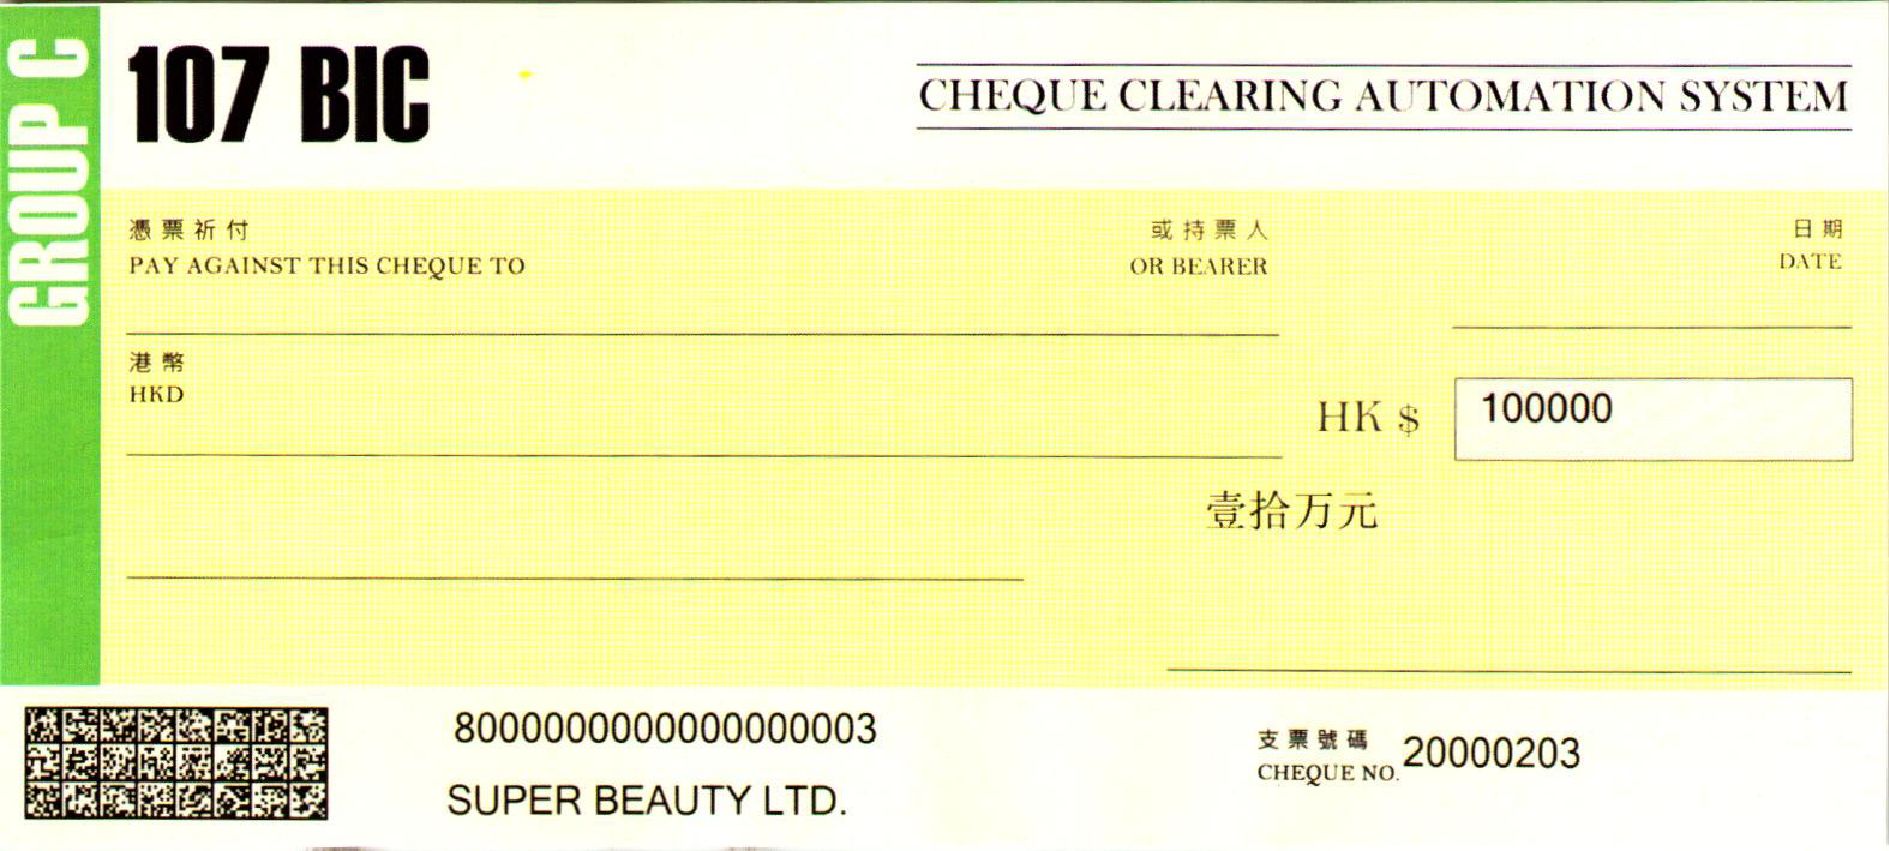 GROUP C
107 BIC
CHEQUE CLEARING AUTOMATION SYSTEM
憑票祈付 或持票人 日期
PAY AGAINST THIS CHEQUE TO OR BEARER DATE
港幣
HKD
HK $ 100000
壹拾万元
8000000000000000003
支票號碼
CHEQUE NO. 20000203
SUPER BEAUTY LTD.